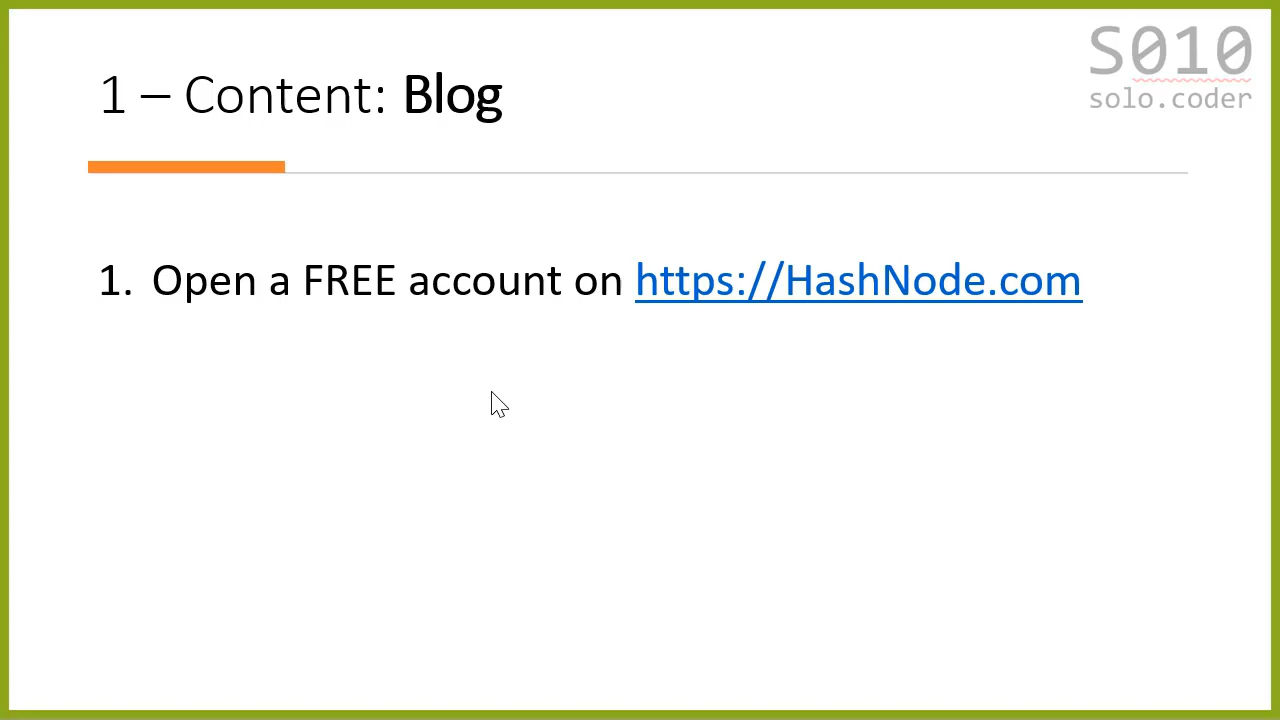 S010
solo.coder
1 – Content: Blog
1. Open a FREE account on https://HashNode.com